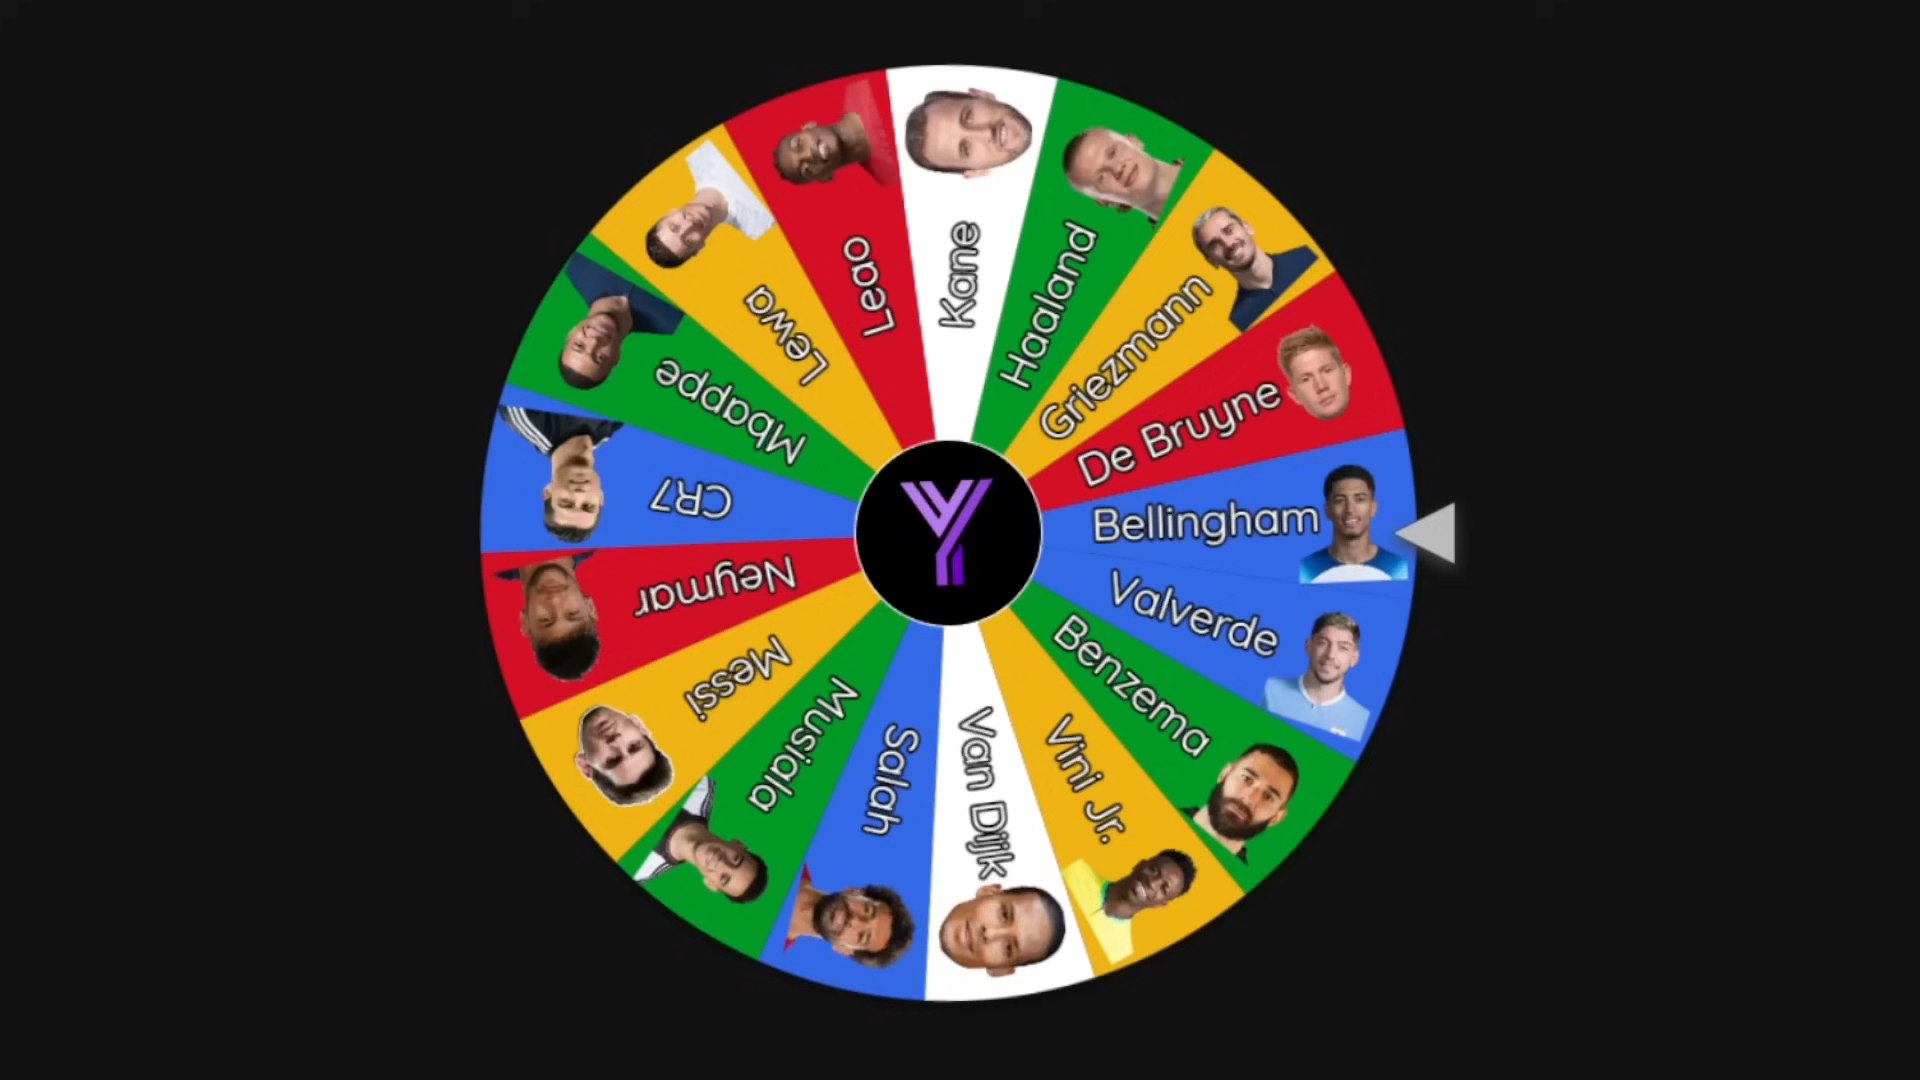 Kane
Haaland
Griezmann
De Bruyne
Bellingham
Valverde
Benzema
Vini Jr.
Van Dijk
Salah
Musiala
Messi
Neymar
CR7
Mbappe
Lewa
Leao
Y